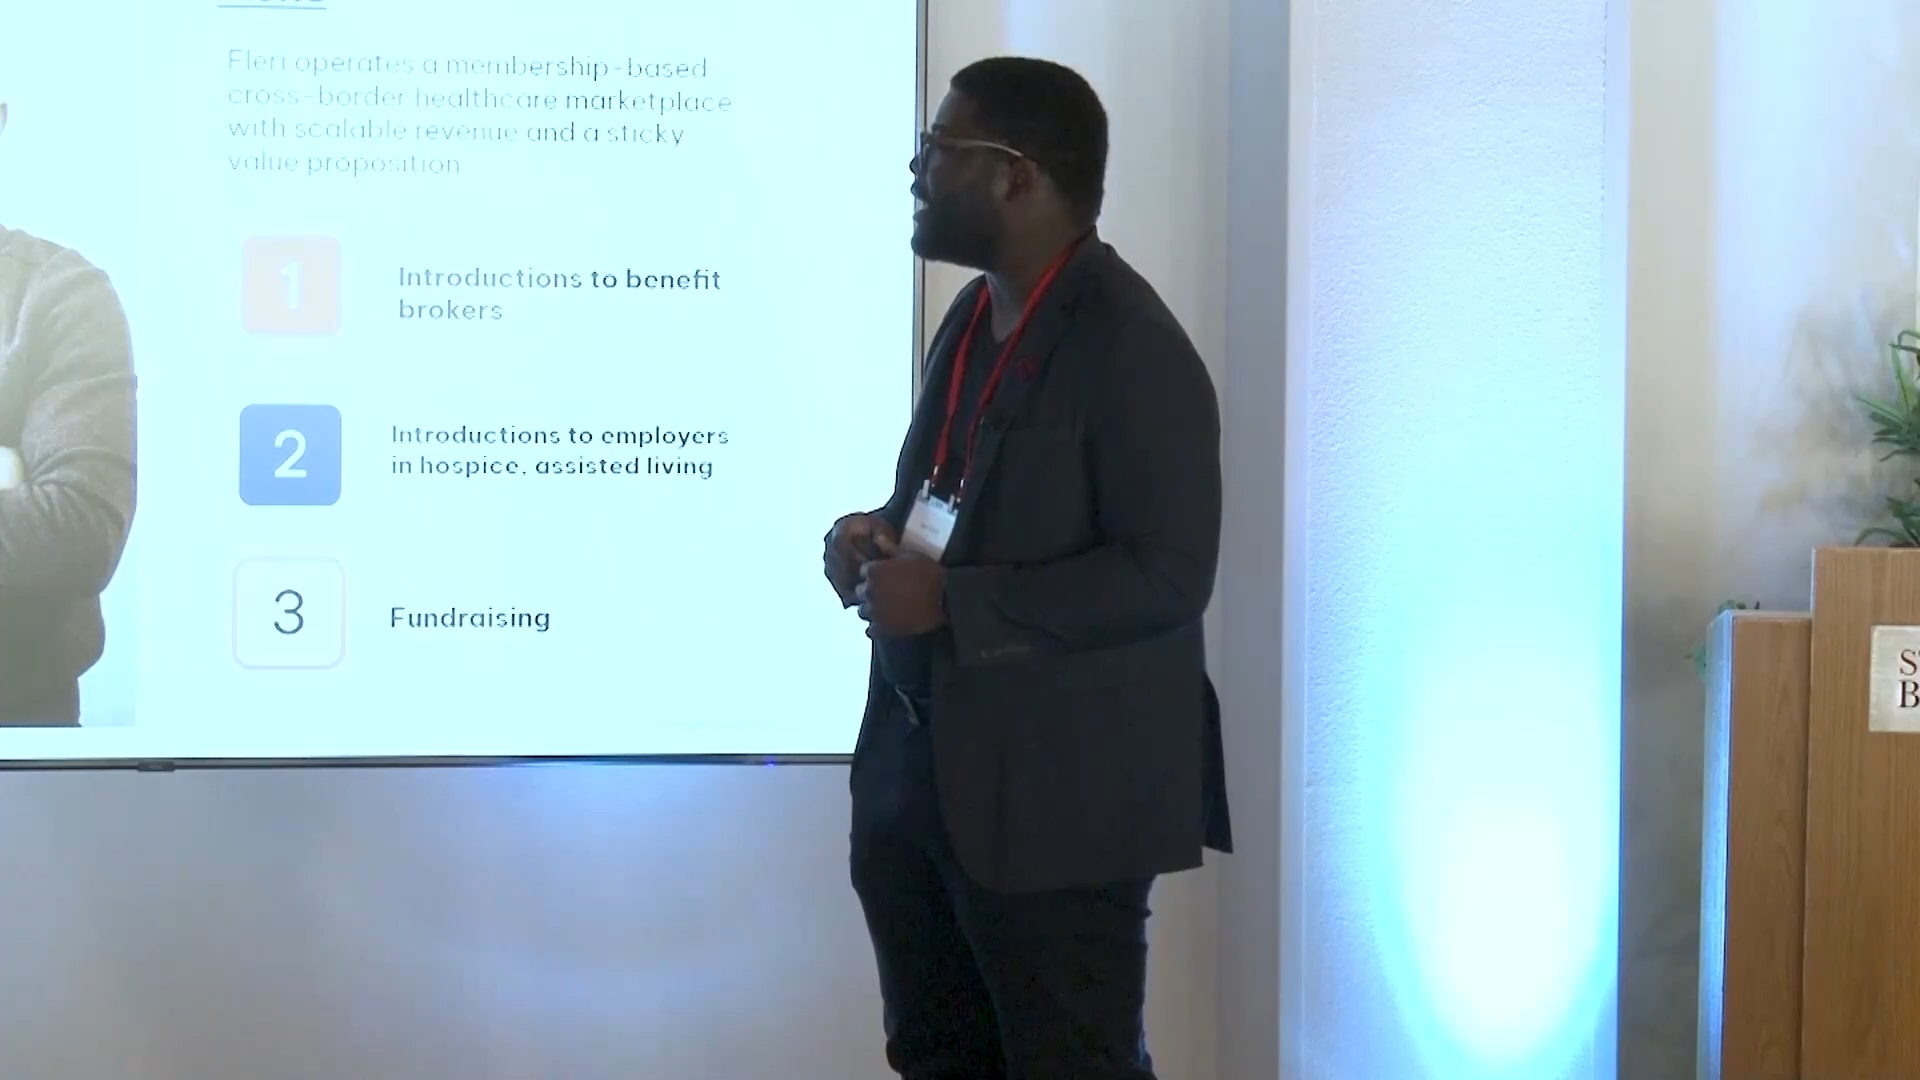 Fleri operates a membership-based
cross-border healthcare marketplace
with scalable revenue and a sticky
value proposition
1
Introductions to benefit
brokers
2
Introductions to employers
in hospice, assisted living
3
Fundraising